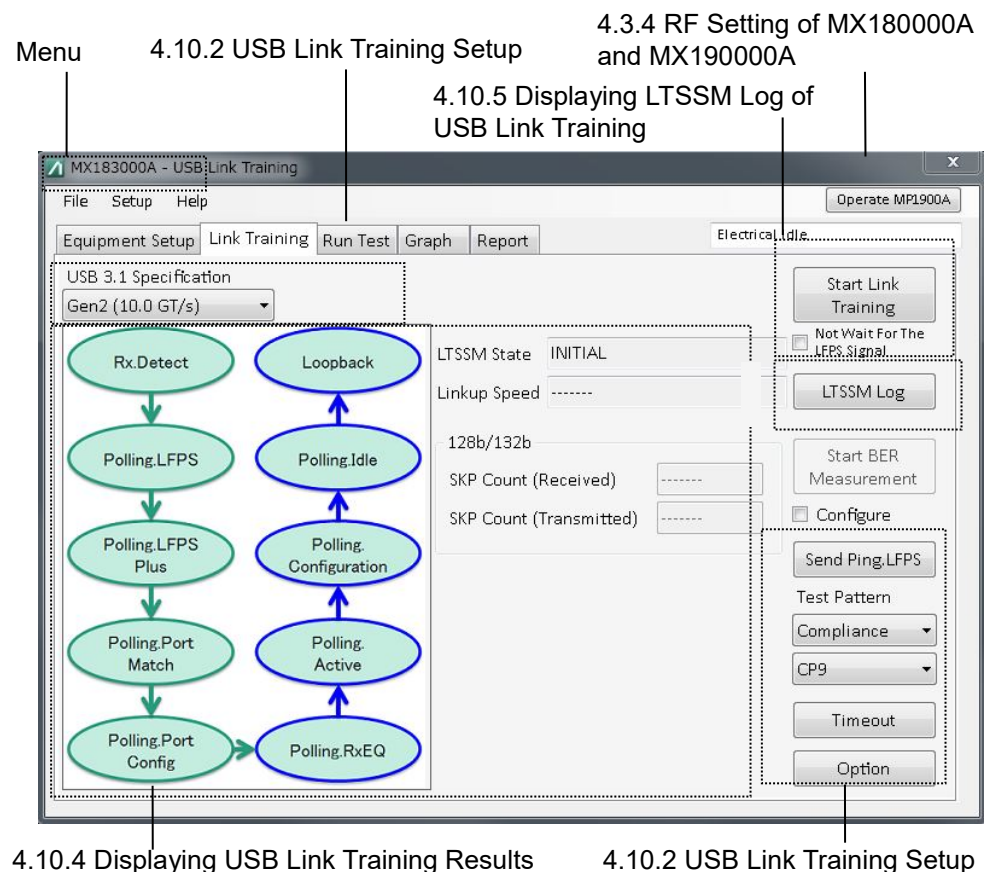 4.3.4 RF Setting of MX180000A
and MX190000A
Menu
4.10.2 USB Link Training Setup
4.10.5 Displaying LTSSM Log of
USB Link Training
MX183000A - USB Link Training
x
File Setup Help
Operate MP1900A
Equipment Setup Link Training Run Test Graph Report
Electrical Idle
USB 3.1 Specification
Gen2 (10.0 GT/s)
Start Link
Training
Not Wait For The
LFPS Signal
Rx.Detect
Loopback
LTSSM State INITIAL
Linkup Speed -------
LTSSM Log
Polling.LFPS
Polling.Idle
128b/132b
SKP Count (Received) -------
SKP Count (Transmitted) -------
Start BER
Measurement
Configure
Polling.LFPS
Plus
Polling.
Configuration
Send Ping.LFPS
Test Pattern
Compliance
CP9
Polling.Port
Match
Polling.
Active
Timeout
Polling.Port
Config
Polling.RxEQ
Option
4.10.4 Displaying USB Link Training Results
4.10.2 USB Link Training Setup